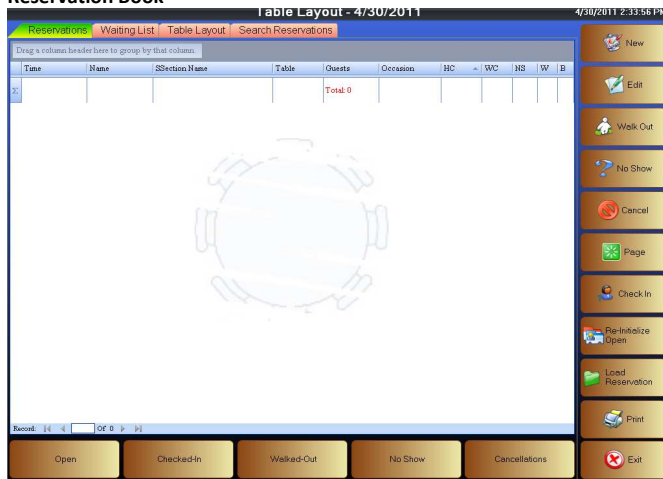 Reservation Book
Table Layout - 4/30/2011
4/30/2011 2:33:56 PM
Reservations Waiting List Table Layout Search Reservations
Drag a column header here to group by that column.
Time Name SSection Name Table Guests Occasion HC WC NS W B
Σ Total: 0
New
Edit
Walk Out
No Show
Cancel
Page
Check In
Re-Initialize
Open
Load
Reservation
Print
Exit
Record: Of 0
Open Checked-In Walked-Out No Show Cancellations